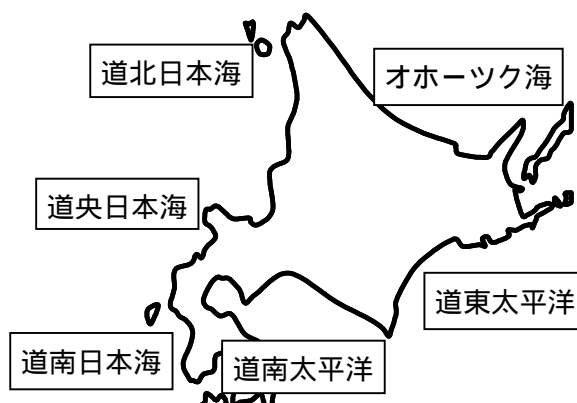 道北日本海
オホーツク海
道央日本海
道東太平洋
道南日本海
道南太平洋